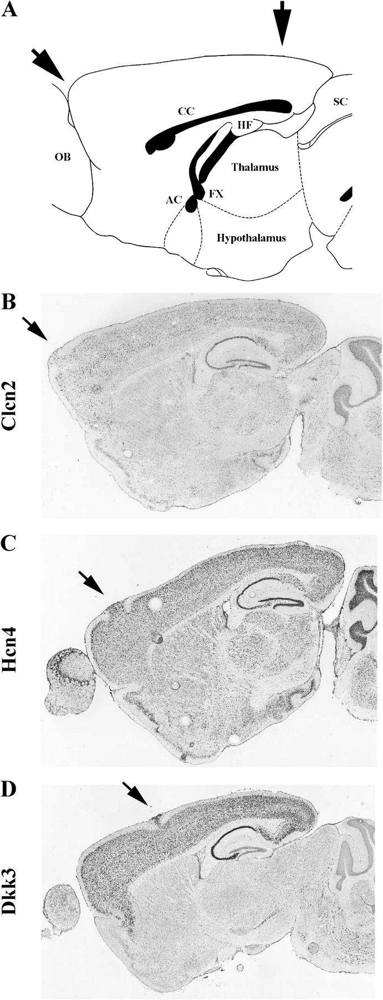 A
CC
SC
HF
OB
Thalamus
AC
FX
Hypothalamus
B
Clcn2
C
Hcn4
D
Dkk3